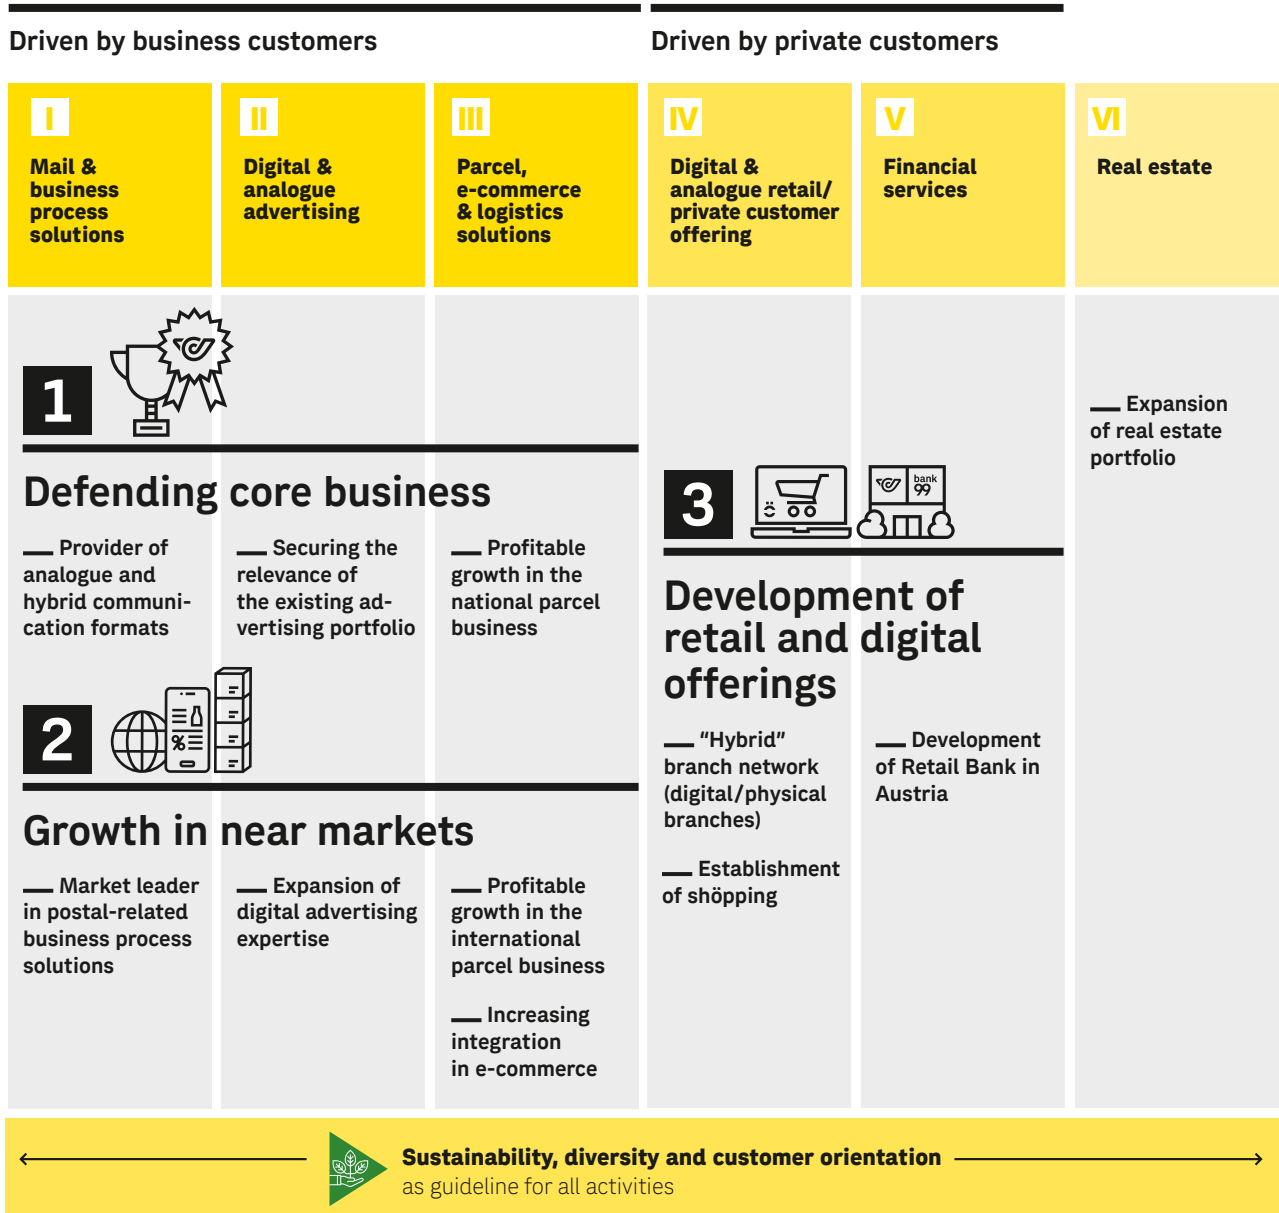 Driven by business customers
Driven by private customers
I
Mail &
business
process
solutions
II
Digital &
analogue
advertising
III
Parcel,
e-commerce
& logistics
solutions
IV
Digital &
analogue retail/
private customer
offering
V
Financial
services
VI
Real estate
1
Defending core business
Provider of
analogue and
hybrid communi-
cation formats
Securing the
relevance of
the existing ad-
vertising portfolio
Profitable
growth in the
national parcel
business
2
%
Growth in near markets
Market leader
in postal-related
business process
solutions
Expansion of
digital advertising
expertise
Profitable
growth in the
international
parcel business
Increasing
integration
in e-commerce
3
bank
99
Development of
retail and digital
offerings
"Hybrid"
branch network
(digital/physical
branches)
Establishment
of shöpping
Development
of Retail Bank in
Austria
Expansion
of real estate
portfolio
Sustainability, diversity and customer orientation
as guideline for all activities